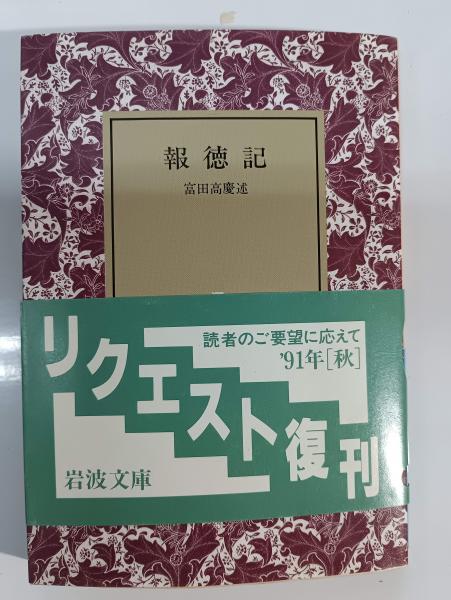 報徳記
富田高慶述
読者のご要望に応えて
'91年[秋]
リクエスト復刊
岩波文庫